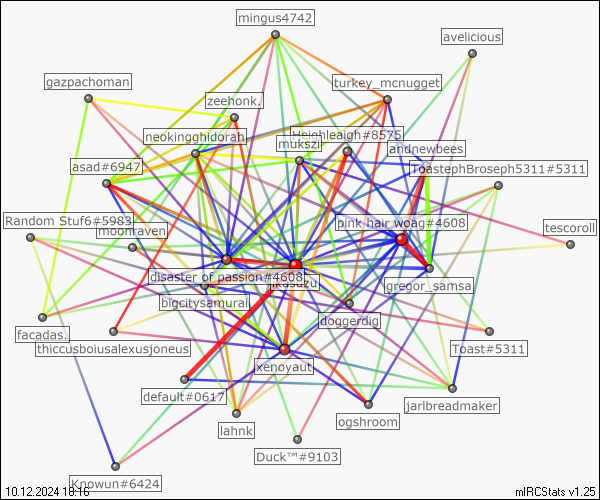 mingus4742
avelicious
gazpachoman
turkey_mcnugget
zeehonk.
neokingghidorah
Heighleigh#8575
mukszi
andnewbees
asad#6947
ToastephBroseph5311#5311
Random Stuf6#5983
moonraven
pink hair woag#4608
tescoroll
disaster of passion#4608
gregor_samsa
bigcitysamurai
doggerdig
facadas.
thiccusboiusalexusjoneus
Toast#5311
xenoyaut
default#0617
jarlbreadmaker
lahnk
ogshroom
Duck™#9103
Knowun#6424
10.12.2024 18:16
mIRCStats v1.25